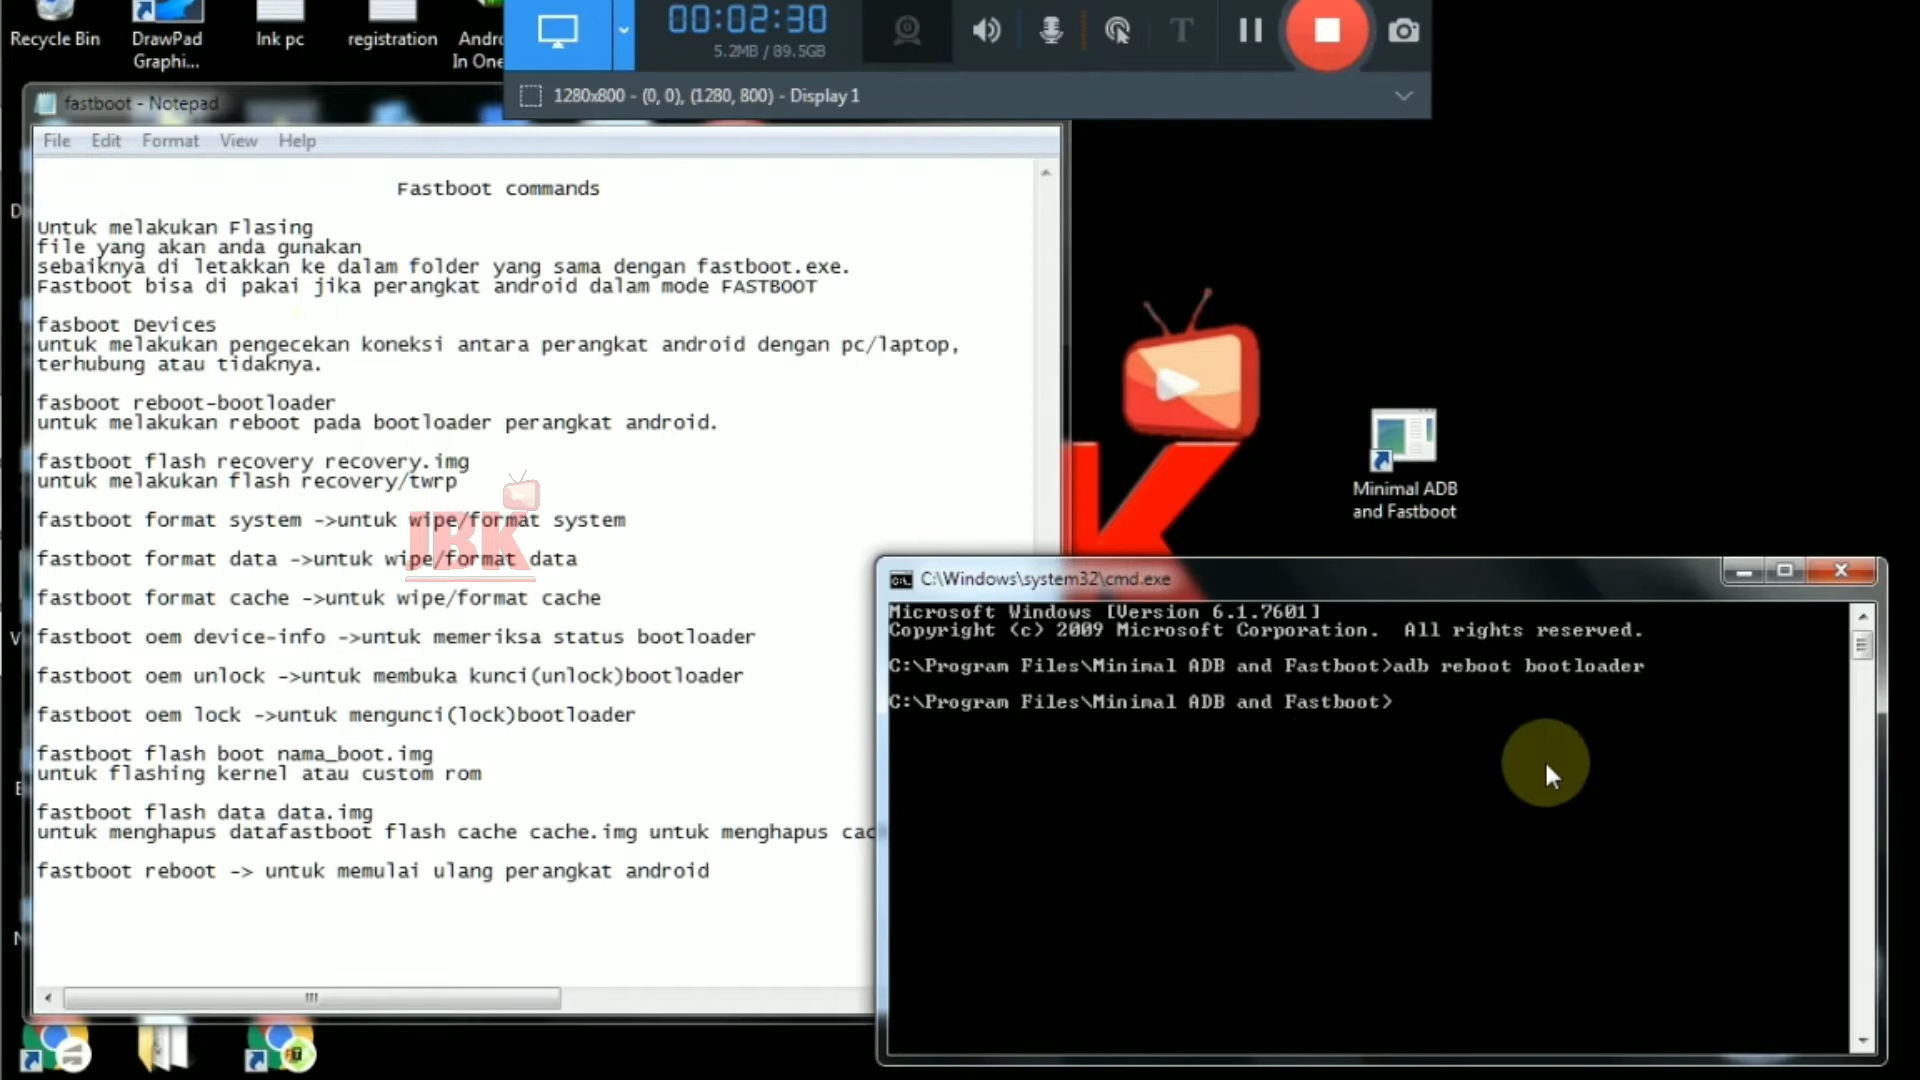 Recycle Bin
DrawPad
Graphi...
Ink pc
registration
Andro
In One
00:02:30
5.2MB / 89.5GB
1280x800 - (0, 0), (1280, 800) - Display 1
fastboot - Notepad
File Edit Format View Help
Fastboot commands
Untuk melakukan Flasing
file yang akan anda gunakan
sebaiknya di letakkan ke dalam folder yang sama dengan fastboot.exe.
Fastboot bisa di pakai jika perangkat android dalam mode FASTBOOT
fasboot Devices
untuk melakukan pengecekan koneksi antara perangkat android dengan pc/laptop,
terhubung atau tidaknya.
fasboot reboot-bootloader
untuk melakukan reboot pada bootloader perangkat android.
fastboot flash recovery recovery.img
untuk melakukan flash recovery/twrp
fastboot format system ->untuk wipe/format system
fastboot format data ->untuk wipe/format data
fastboot format cache ->untuk wipe/format cache
fastboot oem device-info ->untuk memeriksa status bootloader
fastboot oem unlock ->untuk membuka kunci(unlock)bootloader
fastboot oem lock ->untuk mengunci(lock)bootloader
fastboot flash boot nama_boot.img
untuk flashing kernel atau custom rom
fastboot flash data data.img
untuk menghapus datafastboot flash cache cache.img untuk menghapus cac
fastboot reboot -> untuk memulai ulang perangkat android
JBK
K
Minimal ADB
and Fastboot
C:\Windows\system32\cmd.exe
Microsoft Windows [Version 6.1.7601]
Copyright (c) 2009 Microsoft Corporation.  All rights reserved.
C:\Program Files\Minimal ADB and Fastboot>adb reboot bootloader
C:\Program Files\Minimal ADB and Fastboot>